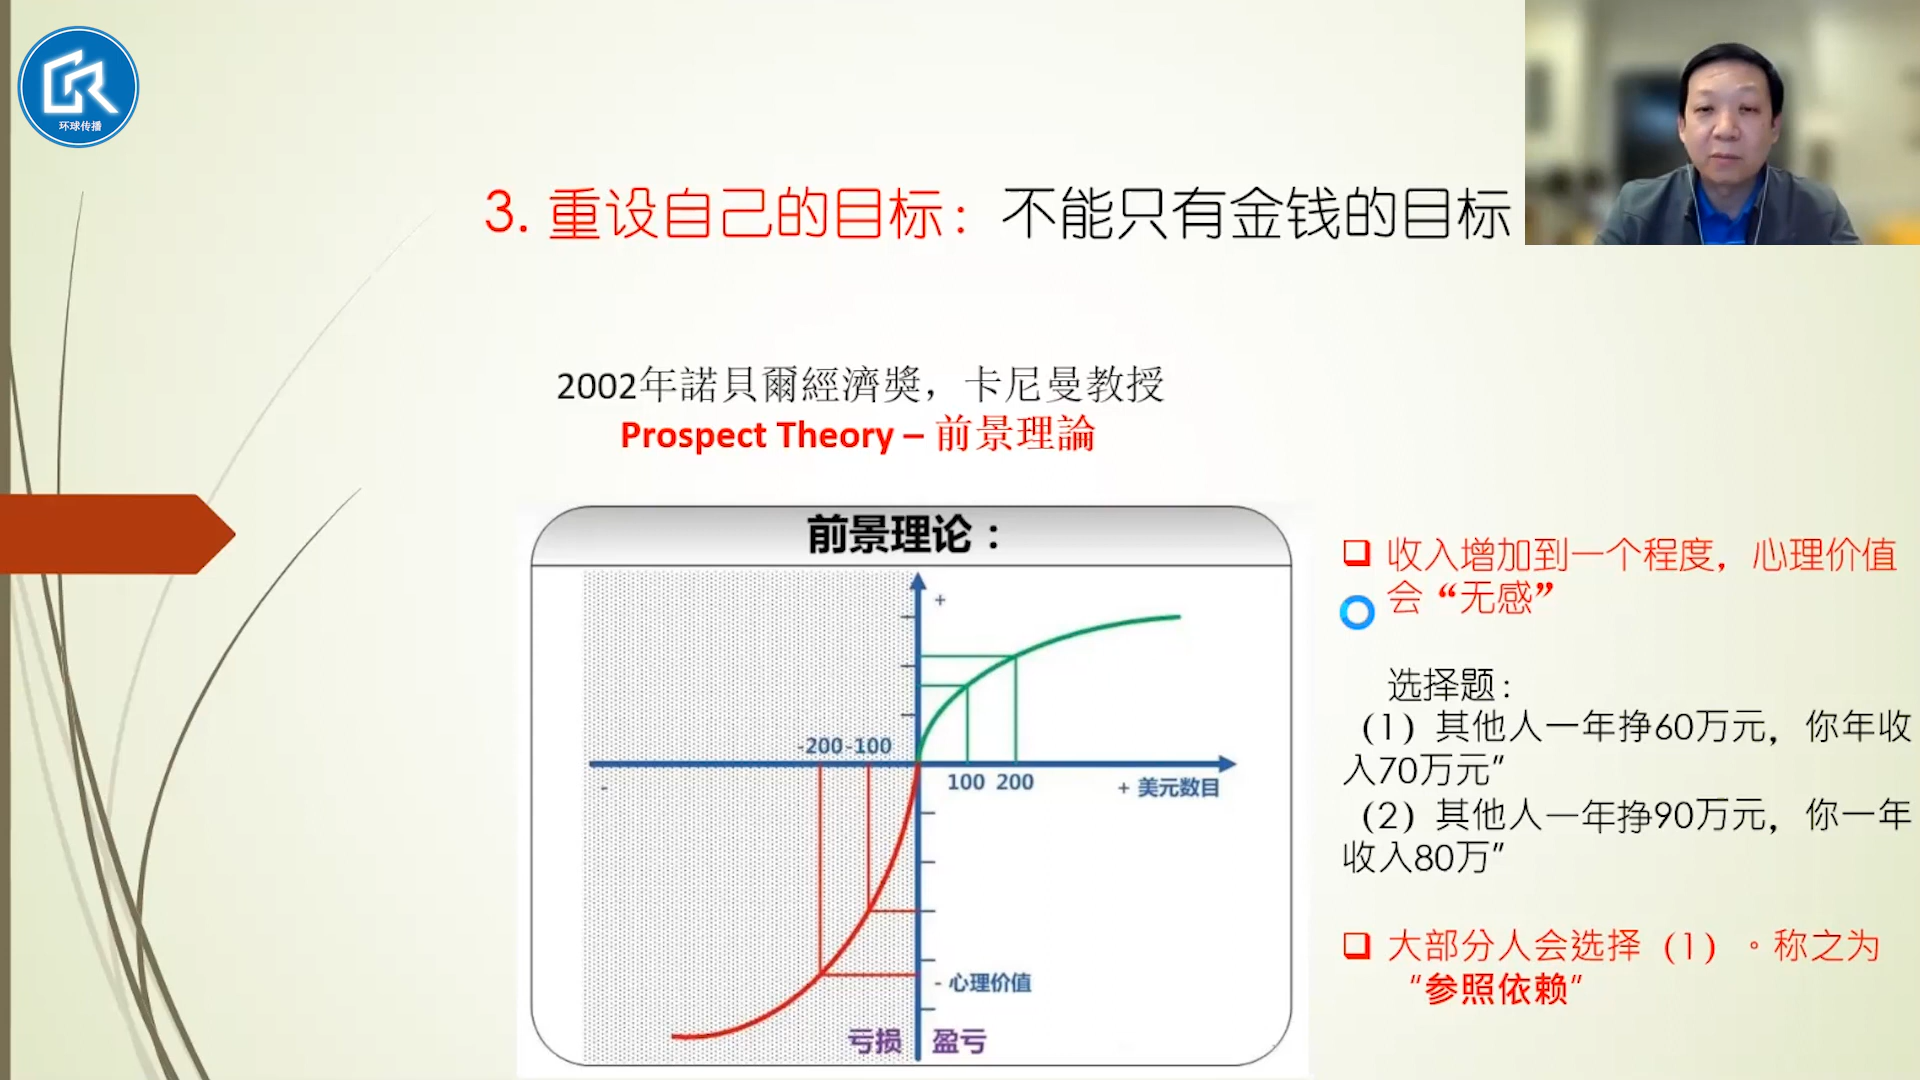 环球传播
3. 重设自己的目标：不能只有金钱的目标
2002年諾貝爾經濟獎，卡尼曼教授
Prospect Theory – 前景理論
前景理论：
+
-200 -100
100 200
-
+ 美元数目
- 心理价值
亏损 盈亏
收入增加到一个程度，心理价值
会“无感”
选择题：
（1）其他人一年挣60万元，你年收
入70万元”
（2）其他人一年挣90万元，你一年
收入80万”
大部分人会选择（1）。称之为
“参照依赖”